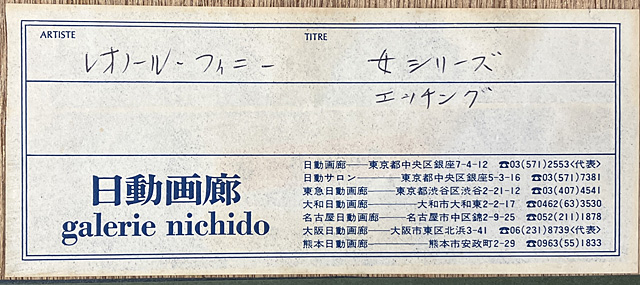 ARTISTE TITRE
レオノール・フィニー 女シリーズ
エッチング
日動画廊
galerie nichido
日動画廊——東京都中央区銀座7-4-12 ☎03(571)2553<代表>
日動サロン——東京都中央区銀座5-3-16 ☎03(571)7381
東急日動画廊——東京都渋谷区渋谷2-21-12 ☎03(407)4541
大和日動画廊——大和市大和東2-2-17 ☎0462(63)3530
名古屋日動画廊——名古屋市中区錦2-9-25 ☎052(211)1878
大阪日動画廊——大阪市東区北浜3-41 ☎06(231)8739<代表>
熊本日動画廊——熊本市安政町2-29 ☎0963(55)1833